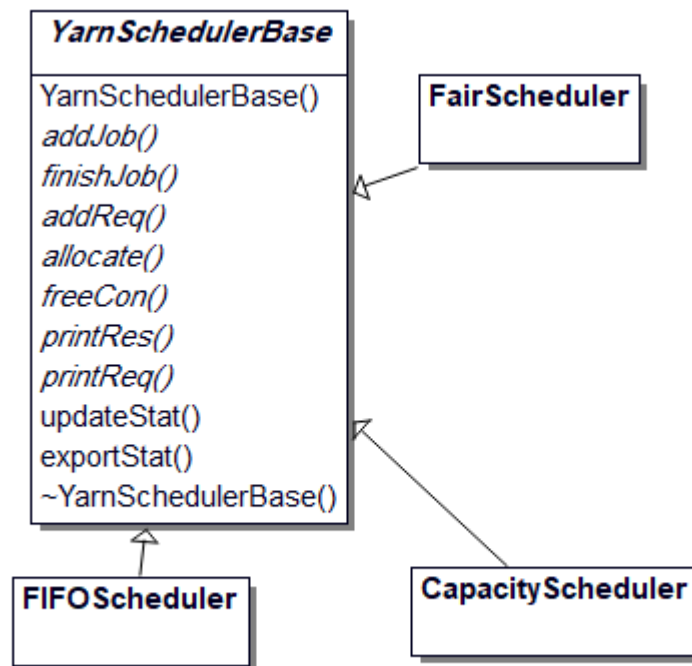 YarnSchedulerBase
YarnSchedulerBase()
addJob()
finishJob()
addReq()
allocate()
freeCon()
printRes()
printReq()
updateStat()
exportStat()
~YarnSchedulerBase()
FairScheduler
FIFOScheduler
CapacityScheduler